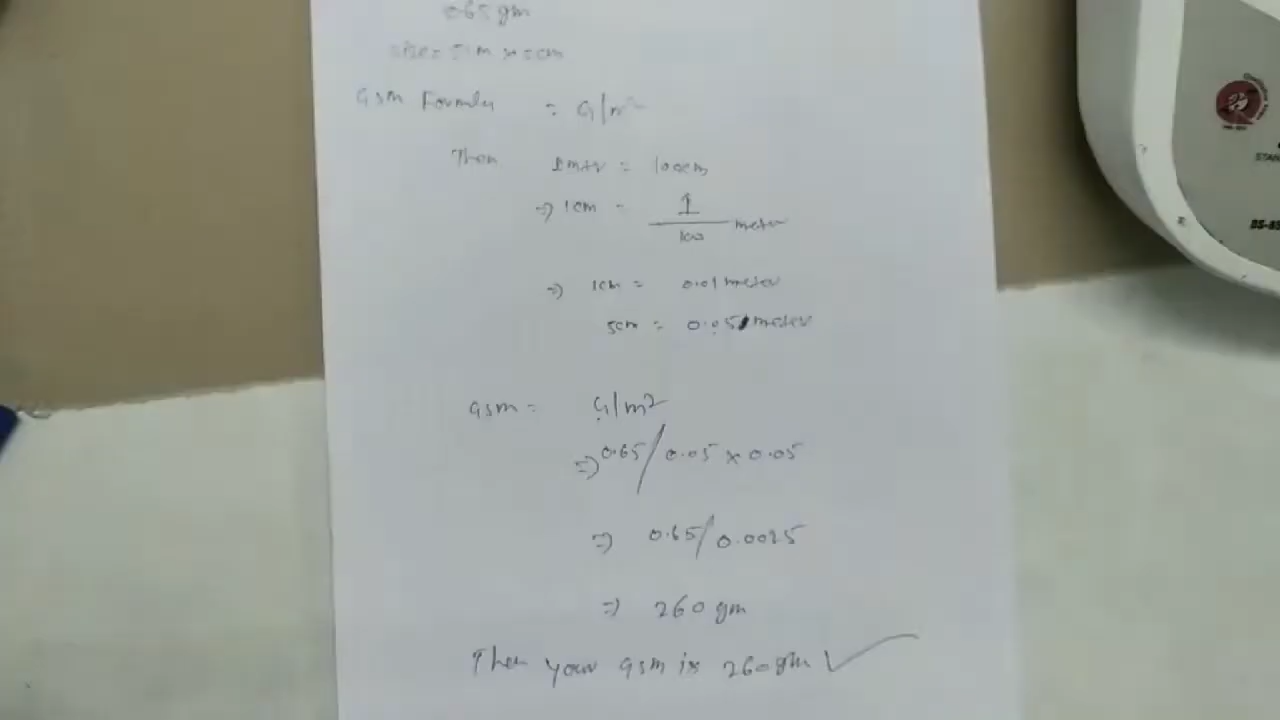 0.65 gm
GSM Formula = G/m²
Then 1mtr = 100cm
=> 1cm = 1/100 meter
=> 1cm = 0.01 meter
5cm = 0.05 meter
GSM = G/m²
=> 0.65/0.05 x 0.05
=> 0.65/0.0025
=> 260 gm
Then your GSM is 260 gm